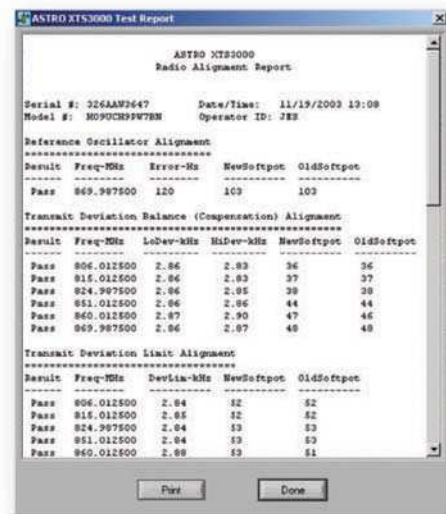 ASTRO XTS3000 Test Report
ASTRO XTS3000
Radio Alignment Report
Serial #: 326AAW3647 Date/Time: 11/19/2003 13:08
Model #: H09UCH9PW7BN Operator ID: JES
Reference Oscillator Alignment
Result Freq-MHz Error-Hz NewSoftpot OldSoftpot
Pass 869.987500 120 103 103
Transmit Deviation Balance (Compensation) Alignment
Result Freq-MHz LoDev-kHz HiDev-kHz NewSoftpot OldSoftpot
Pass 806.012500 2.86 2.83 36 36
Pass 815.012500 2.86 2.83 37 37
Pass 824.987500 2.86 2.85 38 38
Pass 851.012500 2.86 2.86 44 44
Pass 860.012500 2.87 2.90 47 46
Pass 869.987500 2.86 2.87 48 48
Transmit Deviation Limit Alignment
Result Freq-MHz DevLim-kHz NewSoftpot OldSoftpot
Pass 806.012500 2.84 52 52
Pass 815.012500 2.85 52 52
Pass 824.987500 2.84 53 53
Pass 851.012500 2.84 53 53
Pass 860.012500 2.88 53 51
Print Done